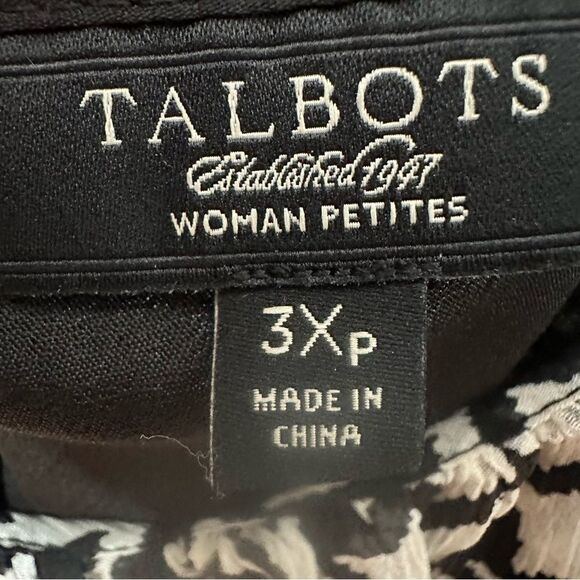 TALBOTS
Established 1947
WOMAN PETITES
3XP
MADE IN
CHINA